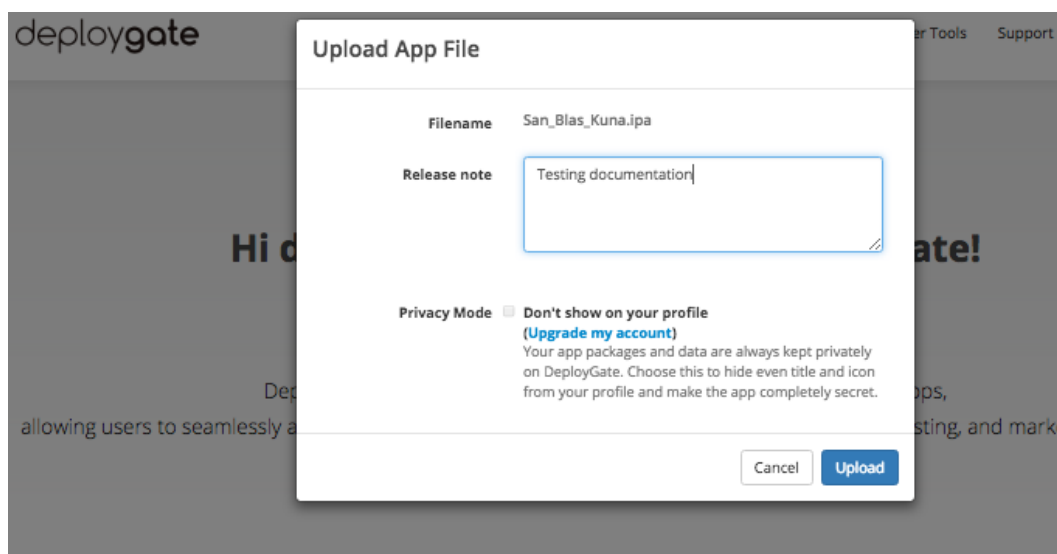 deploygate
er Tools Support
Upload App File
Filename San_Blas_Kuna.ipa
Release note Testing documentation
Hi d ate!
Privacy Mode Don't show on your profile
(Upgrade my account)
Your app packages and data are always kept privately
on DeployGate. Choose this to hide even title and icon
from your profile and make the app completely secret.
Dep ops,
allowing users to seamlessly a sting, and mark
Cancel Upload